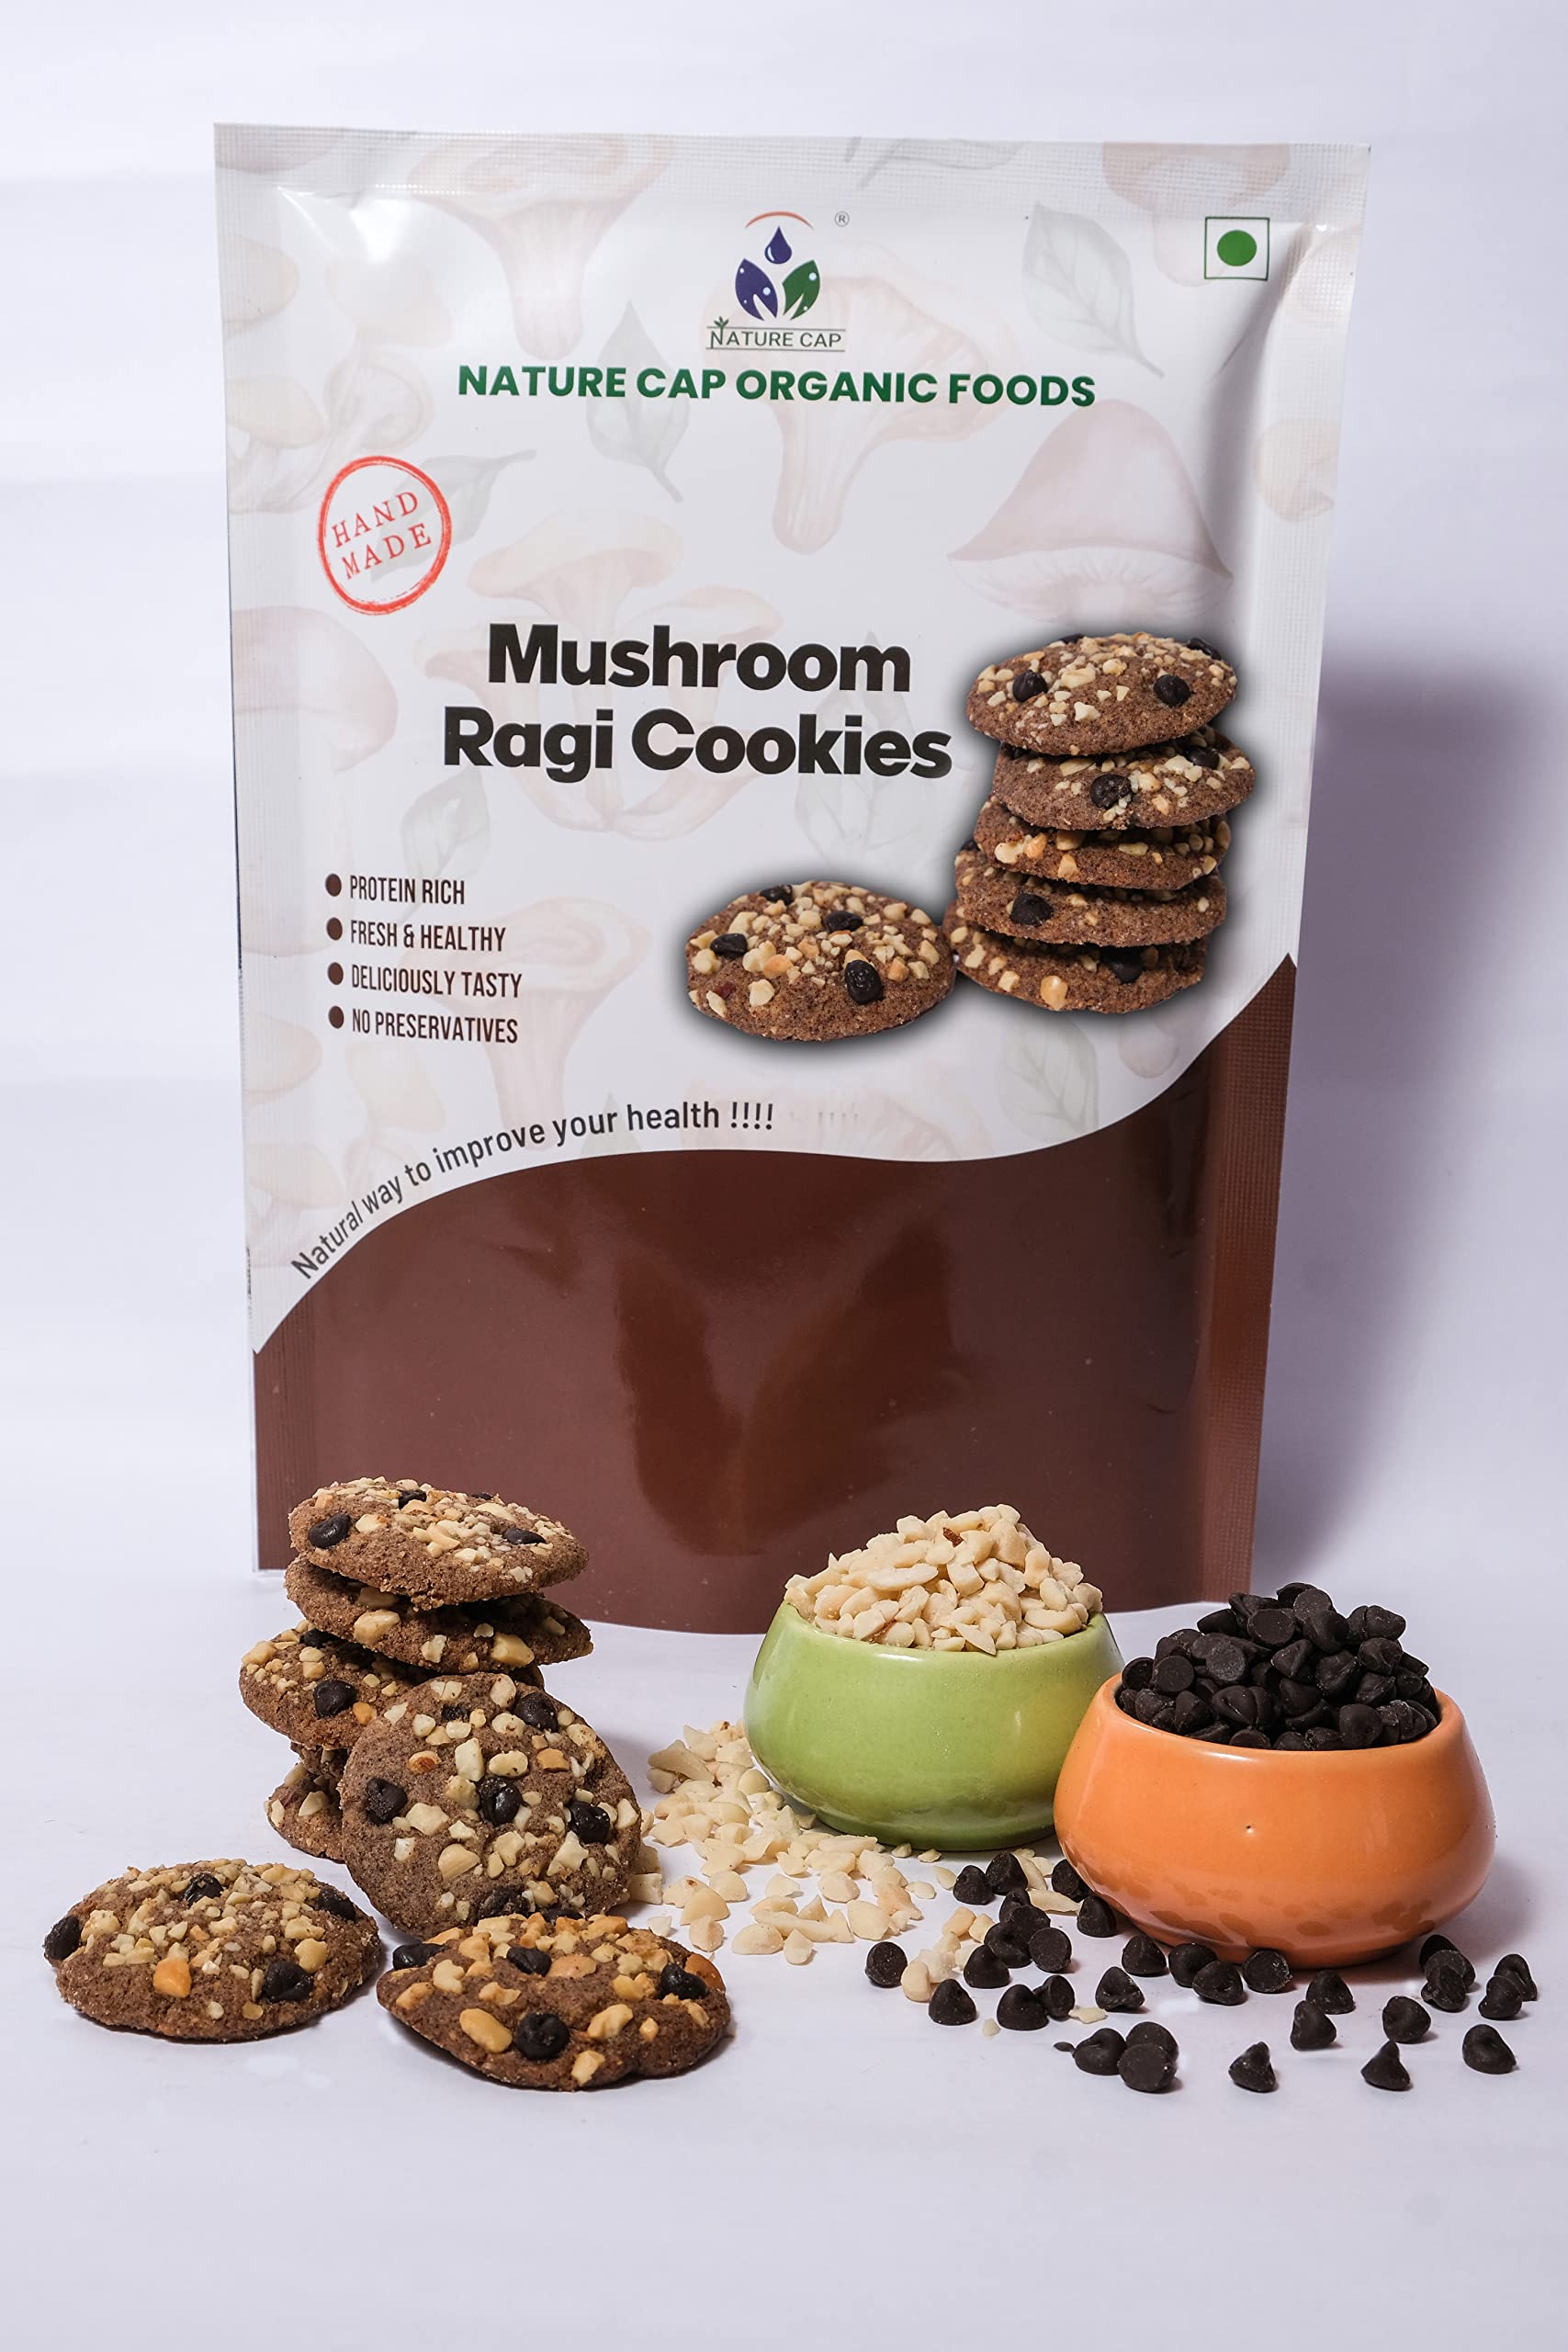 ®
NATURE CAP
NATURE CAP ORGANIC FOODS
HAND
MADE
Mushroom
Ragi Cookies
PROTEIN RICH
FRESH & HEALTHY
DELICIOUSLY TASTY
NO PRESERVATIVES
Natural way to improve your health !!!!